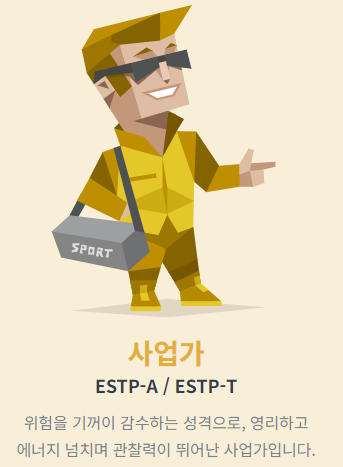 SPORT
사업가
ESTP-A / ESTP-T
위험을 기꺼이 감수하는 성격으로, 영리하고
에너지 넘치며 관찰력이 뛰어난 사업가입니다.